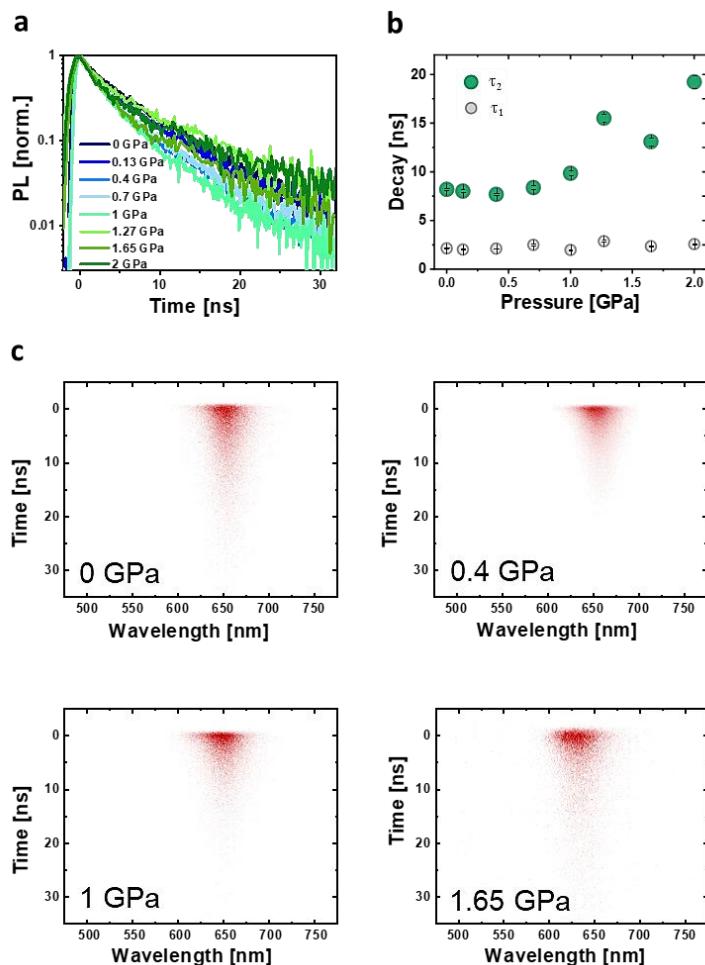 a
PL [norm.]
1
0.1
0.01
0 GPa
0.13 GPa
0.4 GPa
0.7 GPa
1 GPa
1.27 GPa
1.65 GPa
2 GPa
0 10 20 30
Time [ns]
b
Decay [ns]
20
15
10
5
0
τ2
τ1
0.0 0.5 1.0 1.5 2.0
Pressure [GPa]
c
Time [ns]
0
10
20
30
0 GPa
500 550 600 650 700 750
Wavelength [nm]
Time [ns]
0
10
20
30
0.4 GPa
500 550 600 650 700 750
Wavelength [nm]
Time [ns]
0
10
20
30
1 GPa
500 550 600 650 700 750
Wavelength [nm]
Time [ns]
0
10
20
30
1.65 GPa
500 550 600 650 700 750
Wavelength [nm]